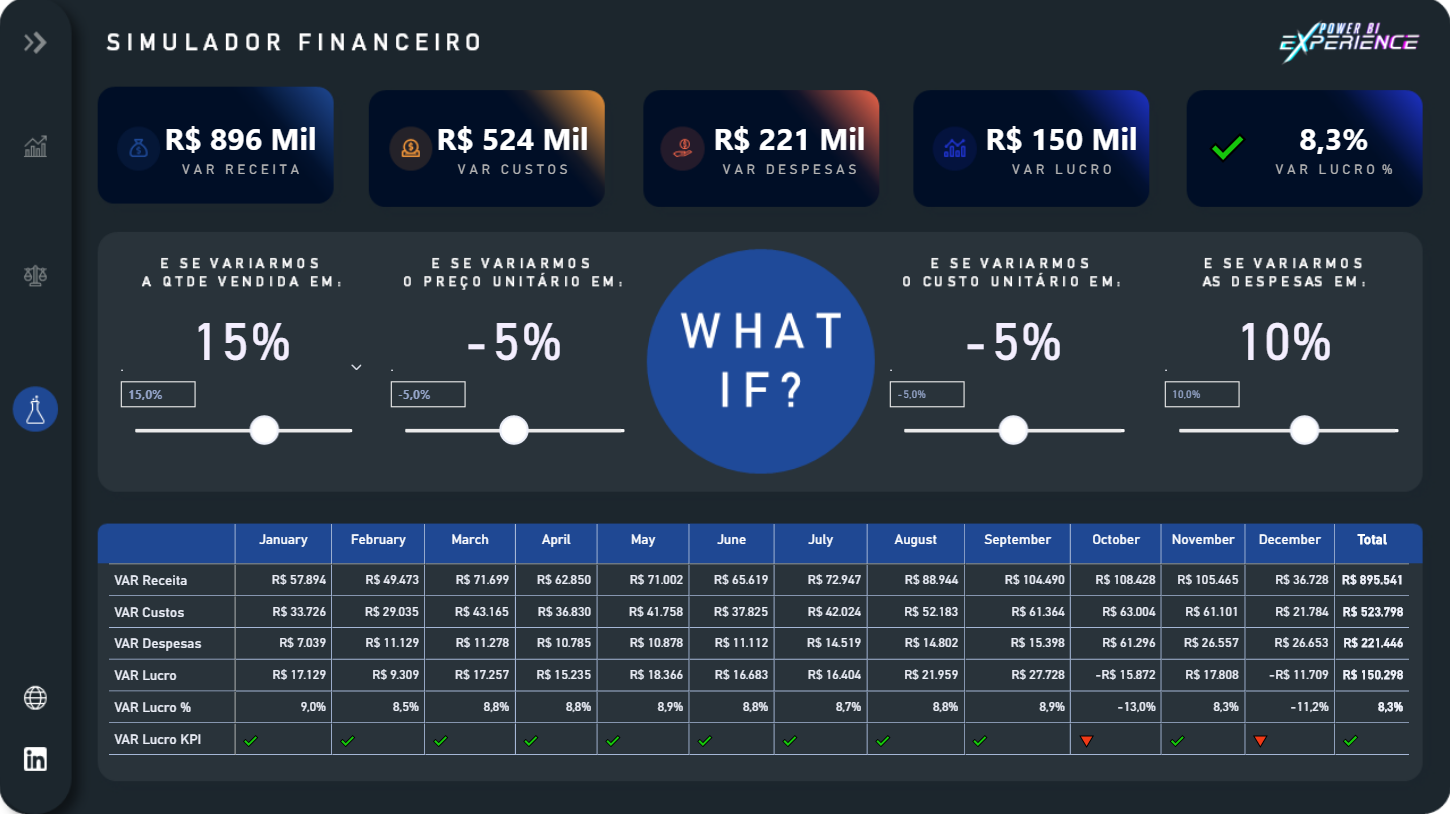 SIMULADOR FINANCEIRO
POWER BI
EXPERIENCE
R$ 896 Mil
VAR RECEITA
R$ 524 Mil
VAR CUSTOS
R$ 221 Mil
VAR DESPESAS
R$ 150 Mil
VAR LUCRO
8,3%
VAR LUCRO %
E SE VARIARMOS
A QTDE VENDIDA EM:
15%
15,0%
E SE VARIARMOS
O PREÇO UNITÁRIO EM:
-5%
-5,0%
WHAT
IF?
E SE VARIARMOS
O CUSTO UNITÁRIO EM:
-5%
-5,0%
E SE VARIARMOS
AS DESPESAS EM:
10%
10,0%
January February March April May June July August September October November December Total
VAR Receita R$ 57.894 R$ 49.473 R$ 71.699 R$ 62.850 R$ 71.002 R$ 65.619 R$ 72.947 R$ 88.944 R$ 104.490 R$ 108.428 R$ 105.465 R$ 36.728 R$ 895.541
VAR Custos R$ 33.726 R$ 29.035 R$ 43.165 R$ 36.830 R$ 41.758 R$ 37.825 R$ 42.024 R$ 52.183 R$ 61.364 R$ 63.004 R$ 61.101 R$ 21.784 R$ 523.798
VAR Despesas R$ 7.039 R$ 11.129 R$ 11.278 R$ 10.785 R$ 10.878 R$ 11.112 R$ 14.519 R$ 14.802 R$ 15.398 R$ 61.296 R$ 26.557 R$ 26.653 R$ 221.446
VAR Lucro R$ 17.129 R$ 9.309 R$ 17.257 R$ 15.235 R$ 18.366 R$ 16.683 R$ 16.404 R$ 21.959 R$ 27.728 -R$ 15.872 R$ 17.808 -R$ 11.709 R$ 150.298
VAR Lucro % 9,0% 8,5% 8,8% 8,8% 8,9% 8,8% 8,7% 8,8% 8,9% -13,0% 8,3% -11,2% 8,3%
VAR Lucro KPI
in